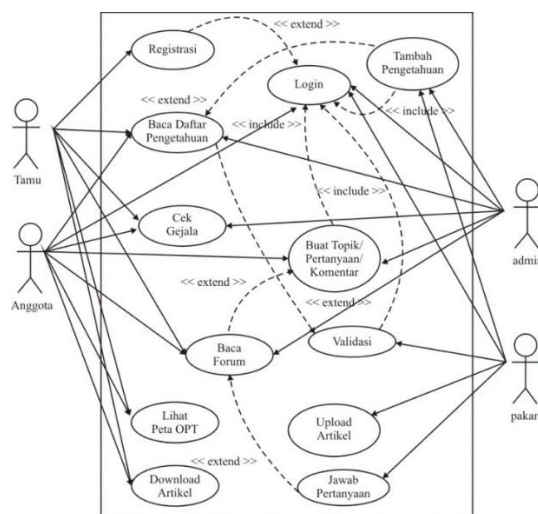 << extend >>
Registrasi
Tambah
Pengetahuan
<< extend >>
Login
<< extend >>
<< include >>
Baca Daftar
Pengetahuan
<< include >>
Tamu
<< include >>
Cek
Gejala
Buat Topik/
Pertanyaan/
Komentar
admin
Anggota
<< extend >>
<< extend >>
Baca
Forum
Validasi
pakar
Lihat
Peta OPT
Upload
Artikel
<< extend >>
Download
Artikel
Jawab
Pertanyaan